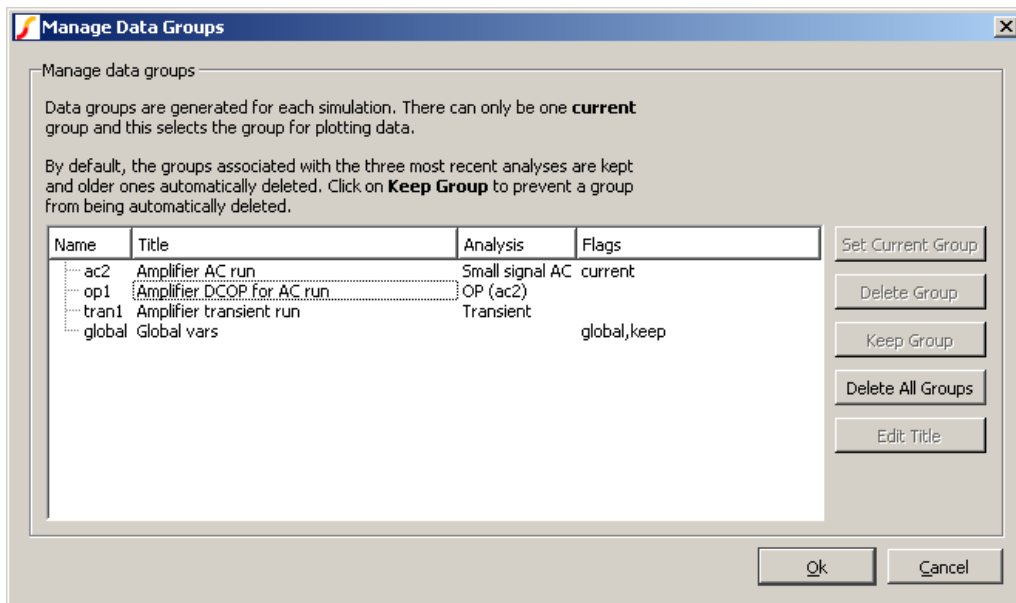 Manage Data Groups
Manage data groups
Data groups are generated for each simulation. There can only be one current
group and this selects the group for plotting data.
By default, the groups associated with the three most recent analyses are kept
and older ones automatically deleted. Click on Keep Group to prevent a group
from being automatically deleted.
Name Title Analysis Flags
ac2 Amplifier AC run Small signal AC current
op1 Amplifier DCOP for AC run OP (ac2)
tran1 Amplifier transient run Transient
global Global vars global,keep
Set Current Group
Delete Group
Keep Group
Delete All Groups
Edit Title
Ok Cancel